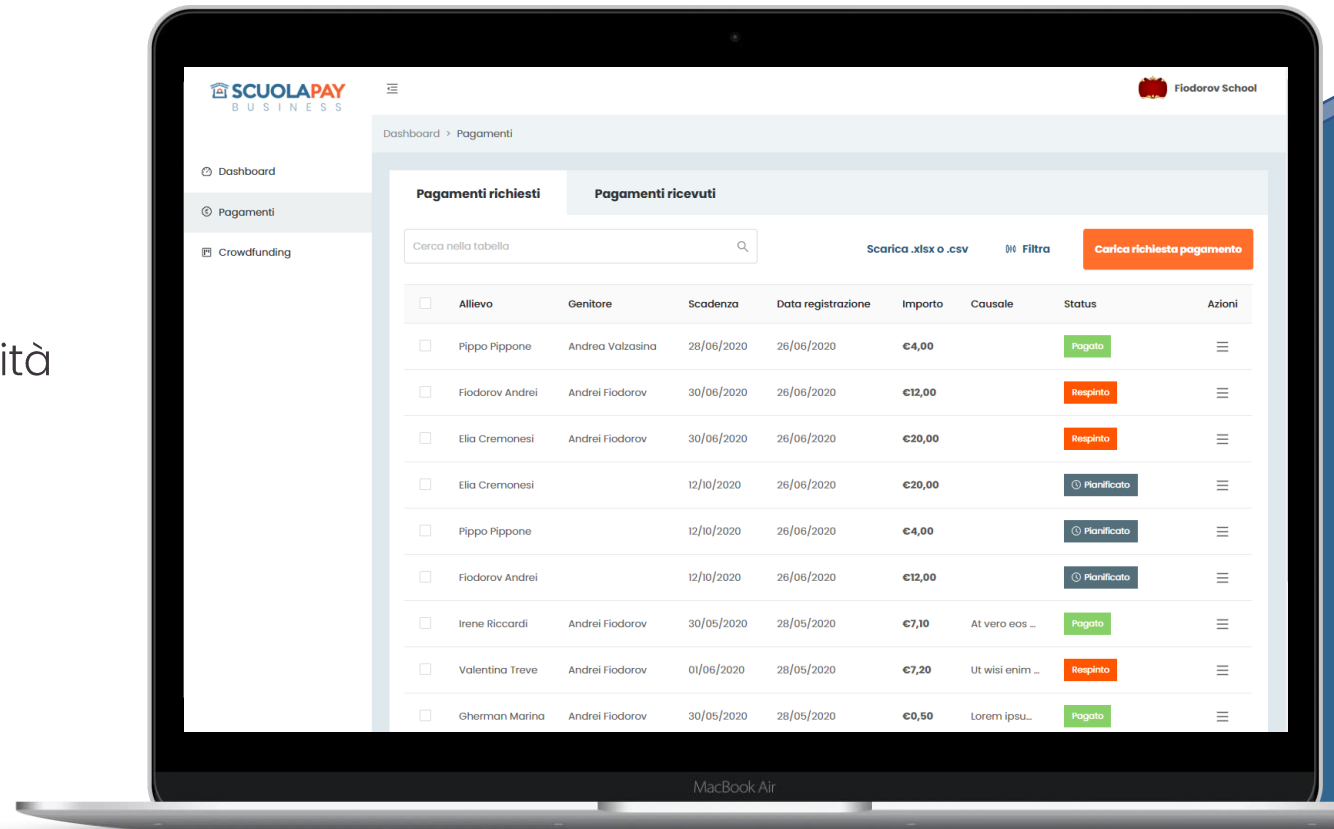 SCUOLAPAY
BUSINESS
Fiodorov School
Dashboard > Pagamenti
Dashboard
Pagamenti
Crowdfunding
Pagamenti richiesti Pagamenti ricevuti
Cerca nella tabella Scarica .xlsx o .csv Filtra Carica richiesta pagamento
Allievo Genitore Scadenza Data registrazione Importo Causale Status Azioni
Pippo Pippone Andrea Valzasina 28/06/2020 26/06/2020 €4,00 Pagato
ità
Fiodorov Andrei Andrei Fiodorov 30/06/2020 26/06/2020 €12,00 Respinto
Elia Cremonesi Andrei Fiodorov 30/06/2020 26/06/2020 €20,00 Respinto
Elia Cremonesi 12/10/2020 26/06/2020 €20,00 Pianificato
Pippo Pippone 12/10/2020 26/06/2020 €4,00 Pianificato
Fiodorov Andrei 12/10/2020 26/06/2020 €12,00 Pianificato
Irene Riccardi Andrei Fiodorov 30/05/2020 28/05/2020 €7,10 At vero eos ... Pagato
Valentina Treve Andrei Fiodorov 01/06/2020 28/05/2020 €7,20 Ut wisi enim ... Respinto
Gherman Marina Andrei Fiodorov 30/05/2020 28/05/2020 €0,50 Lorem ipsu... Pagato
MacBook Air